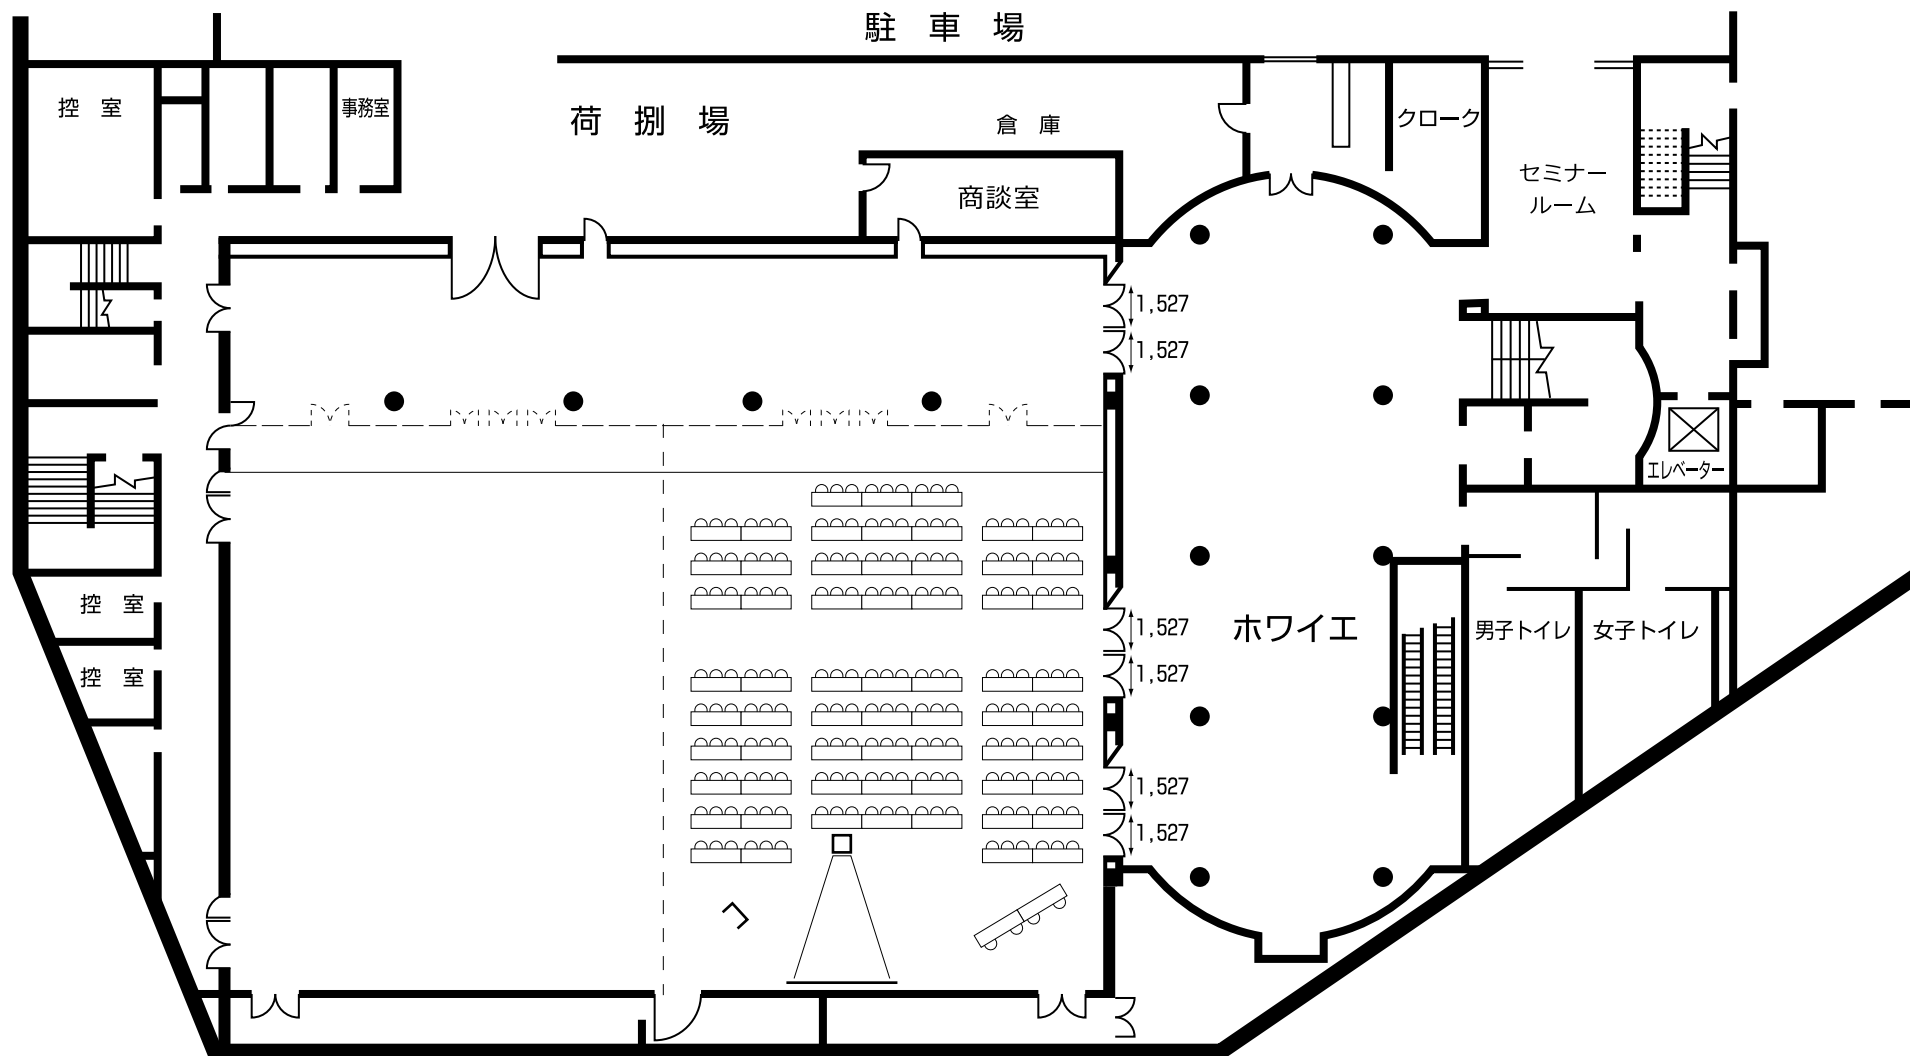 駐 車 場
控 室
事務室
荷 捌 場
倉 庫
クローク
商談室
セミナー
ルーム
1,527
1,527
エレベーター
控 室
1,527
ホワイエ
男子トイレ
女子トイレ
1,527
控 室
1,527
1,527